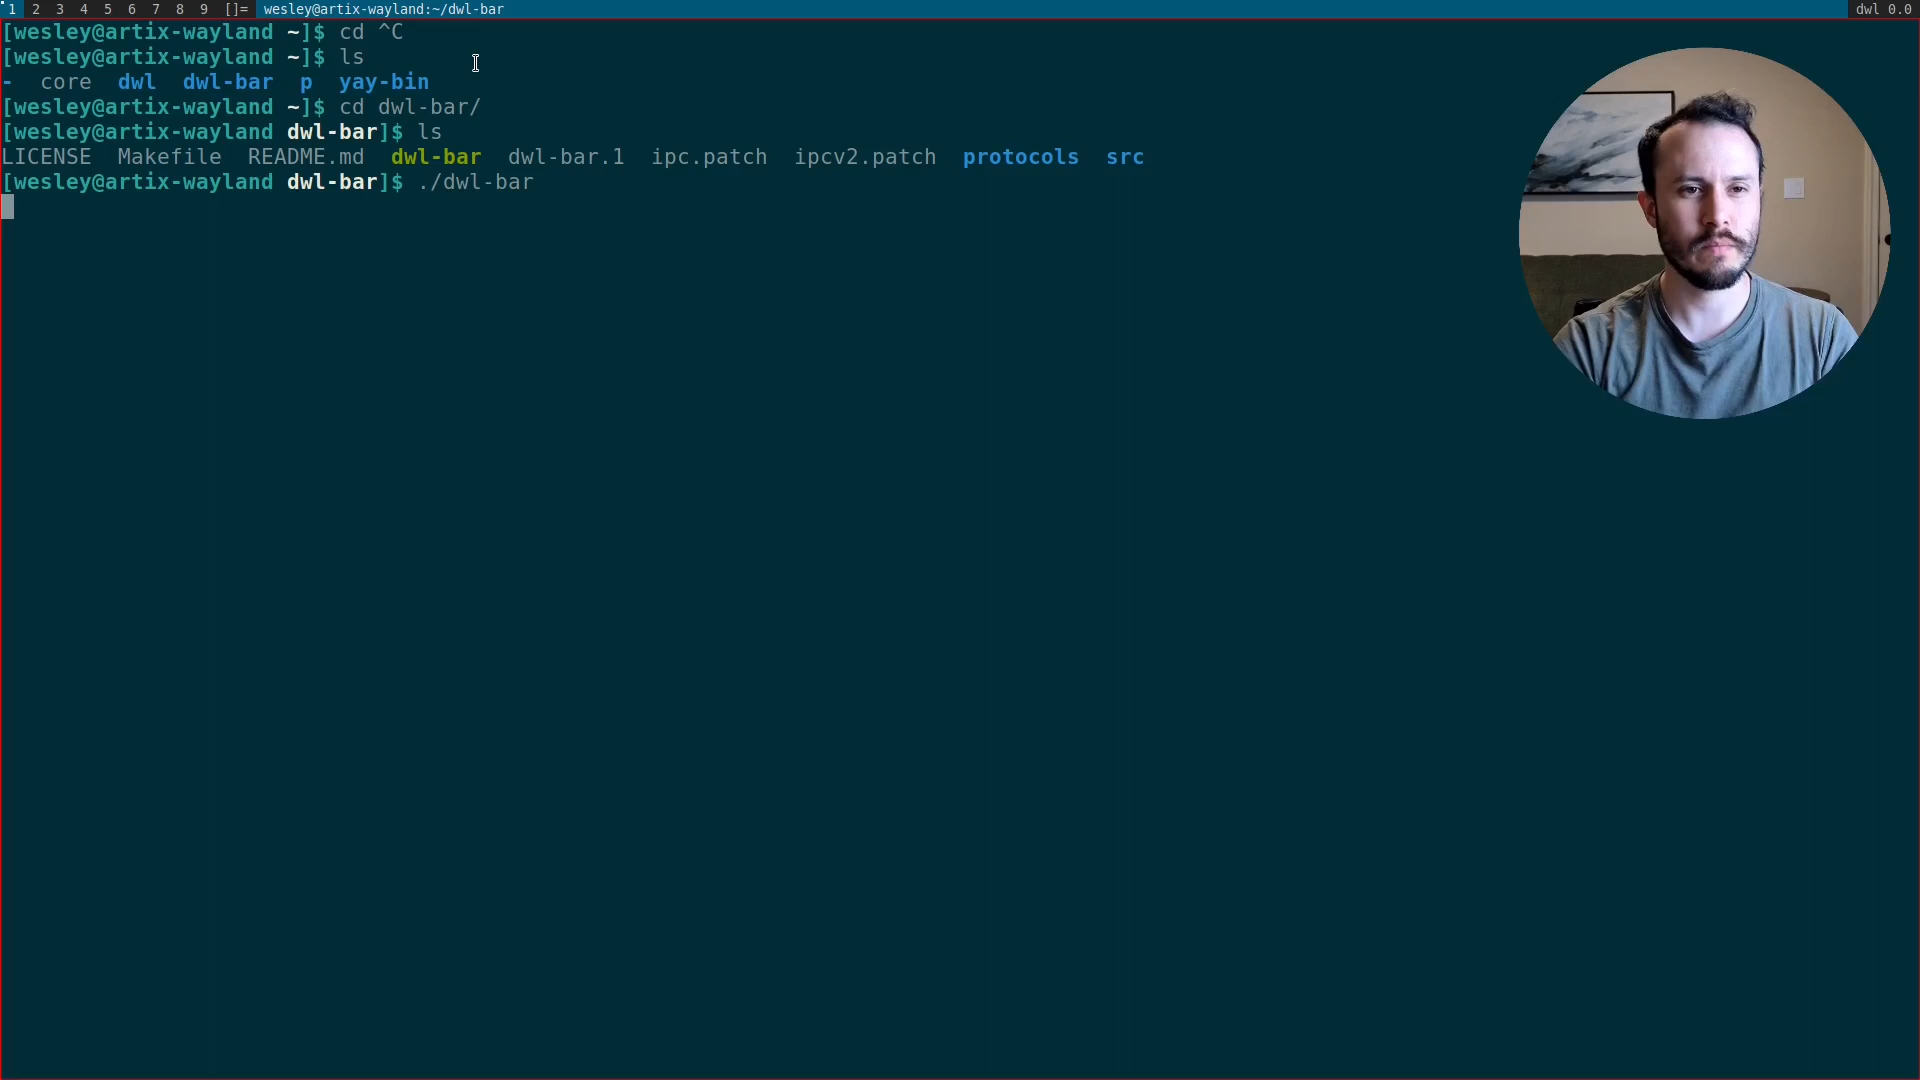 1 2 3 4 5 6 7 8 9 []= wesley@artix-wayland:~/dwl-bar dwl 0.0
[wesley@artix-wayland ~]$ cd ^C
[wesley@artix-wayland ~]$ ls
- core dwl dwl-bar p yay-bin
[wesley@artix-wayland ~]$ cd dwl-bar/
[wesley@artix-wayland dwl-bar]$ ls
LICENSE Makefile README.md dwl-bar dwl-bar.1 ipc.patch ipcv2.patch protocols src
[wesley@artix-wayland dwl-bar]$ ./dwl-bar